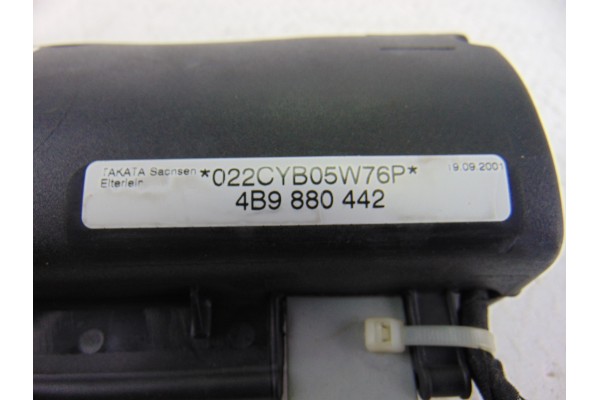 TAKATA Sachsen
Elterlein
*022CYB05W76P*
19.09.2001
4B9 880 442